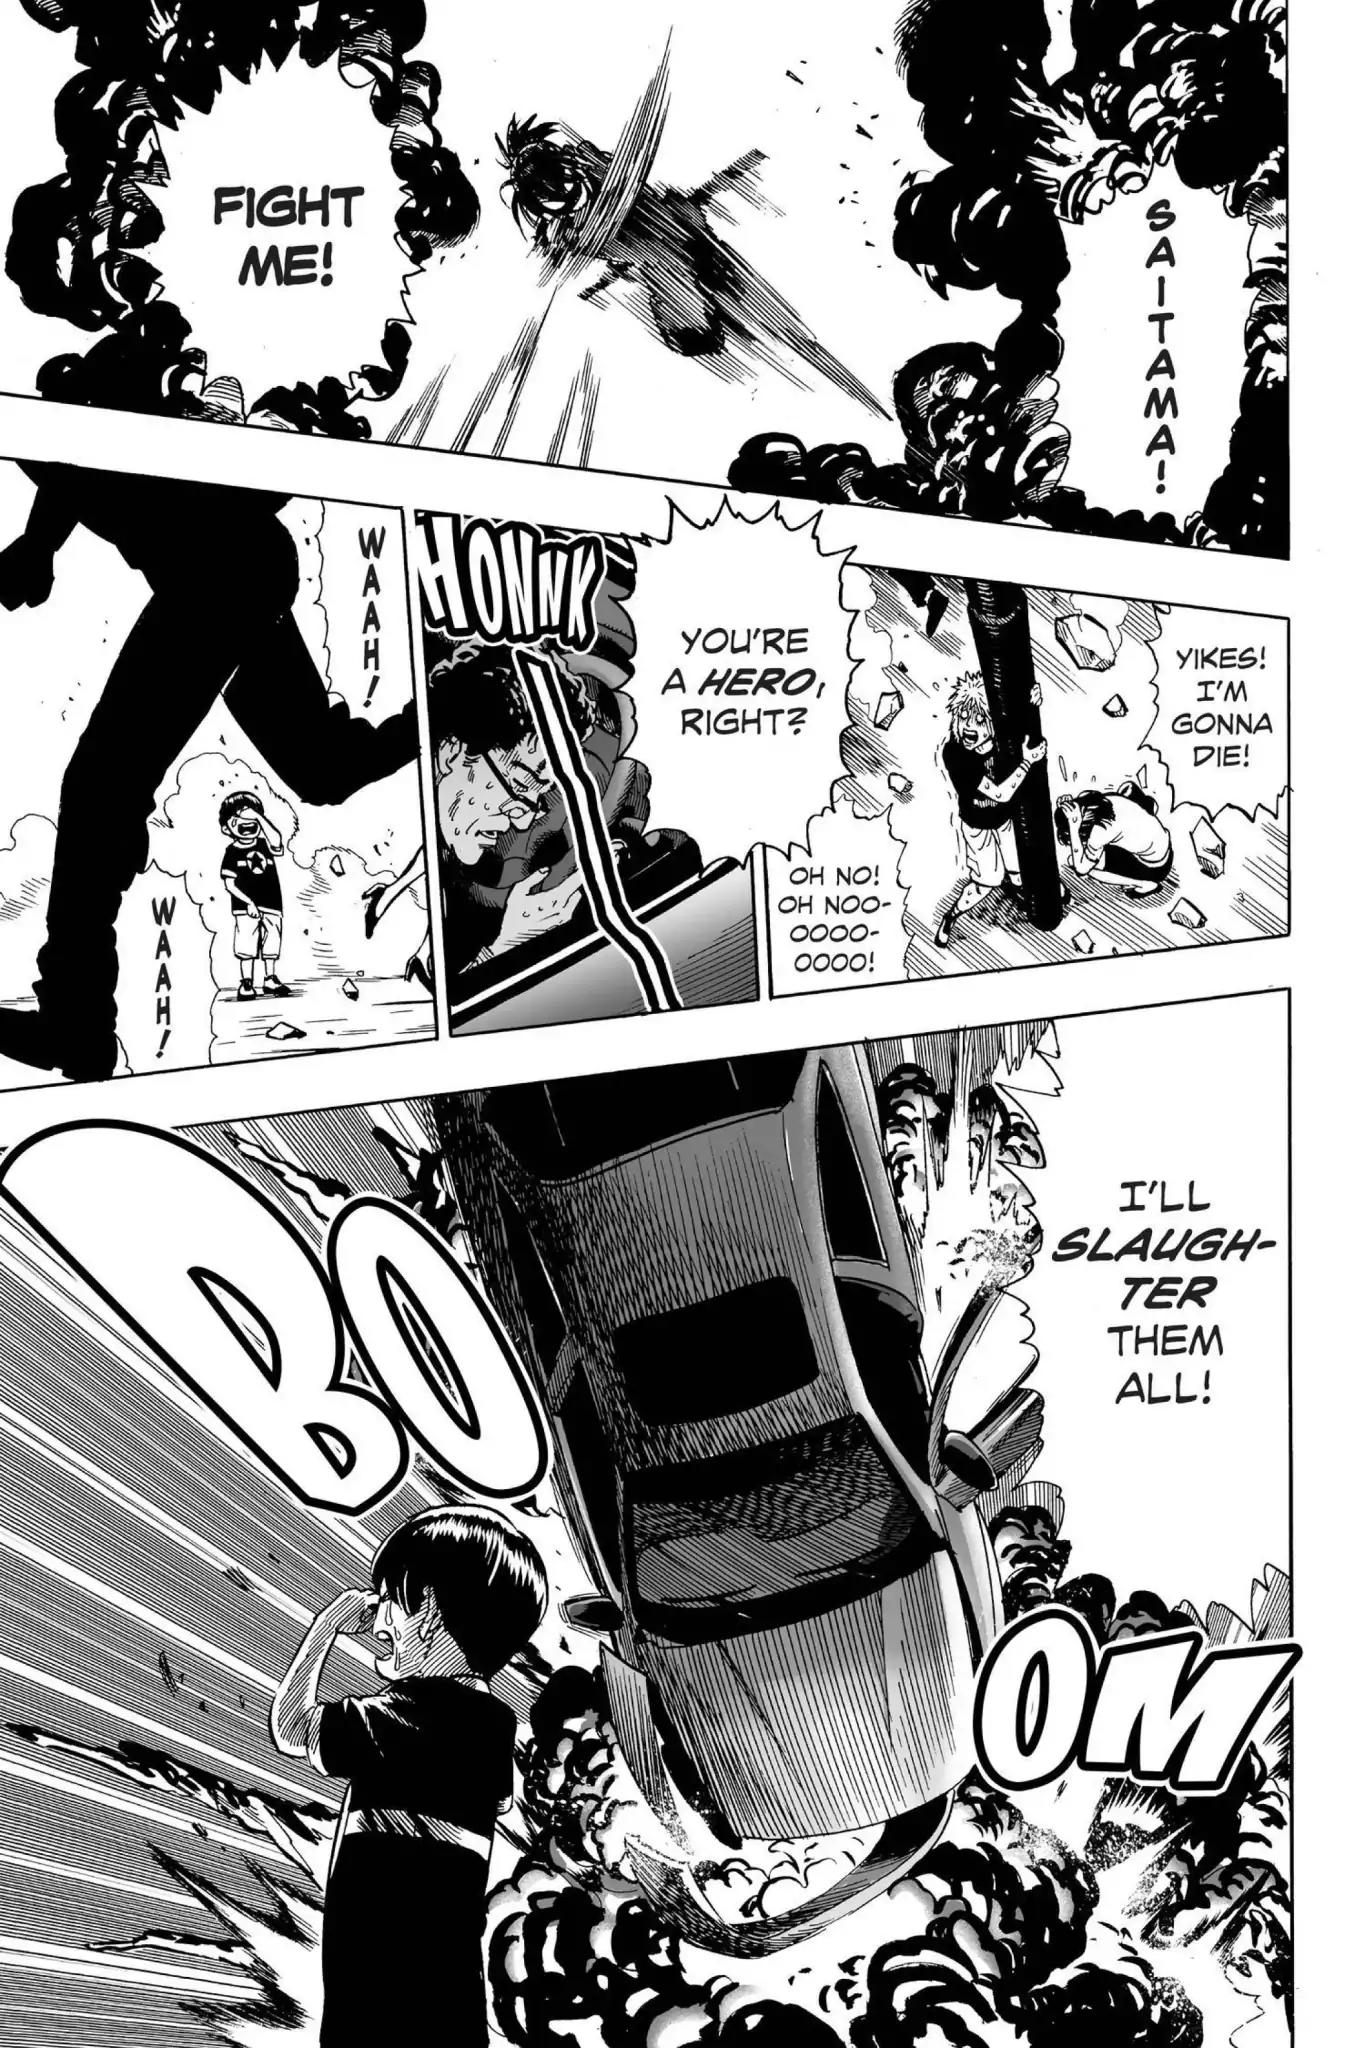 SAITAMA!
FIGHT
ME!
YIKES!
I'M
GONNA
DIE!
OH NO!
OH NOO-
OOOO-
OOOO!
YOU'RE
A HERO,
RIGHT?
HONNK
WAAH!
WAAH!
I'LL
SLAUGH-
TER
THEM
ALL!
BO
OM